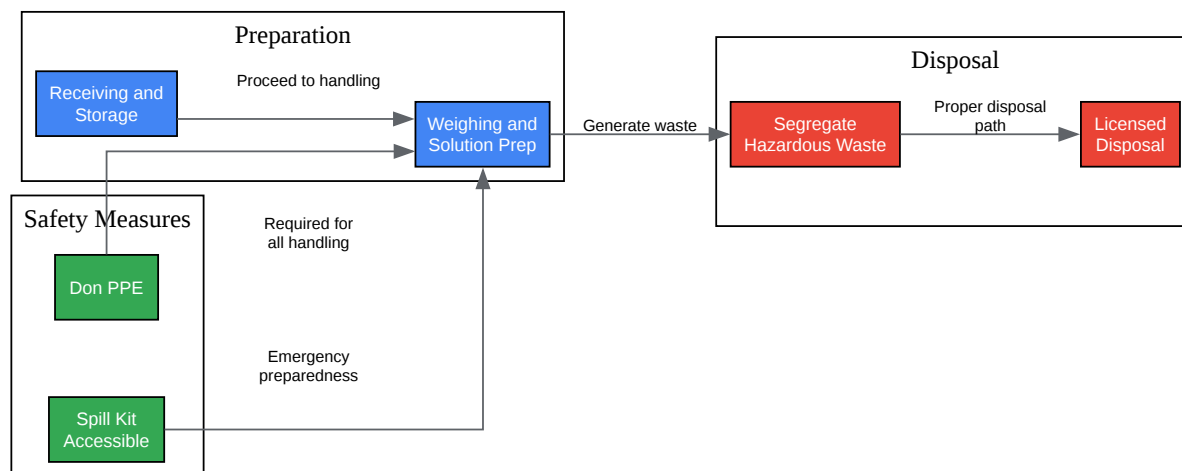 Preparation
Proceed to handling
Receiving and
Storage
Weighing and
Solution Prep
Generate waste
Disposal
Segregate
Hazardous Waste
Proper disposal
path
Licensed
Disposal
Safety Measures
Required for
all handling
Don PPE
Emergency
preparedness
Spill Kit
Accessible